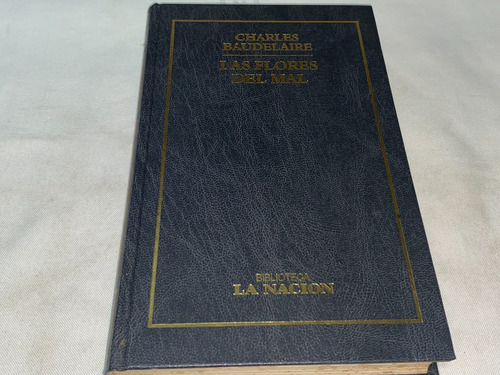 CHARLES
BAUDELAIRE
LAS FLORES
DEL MAL
BIBLIOTECA
LA NACION